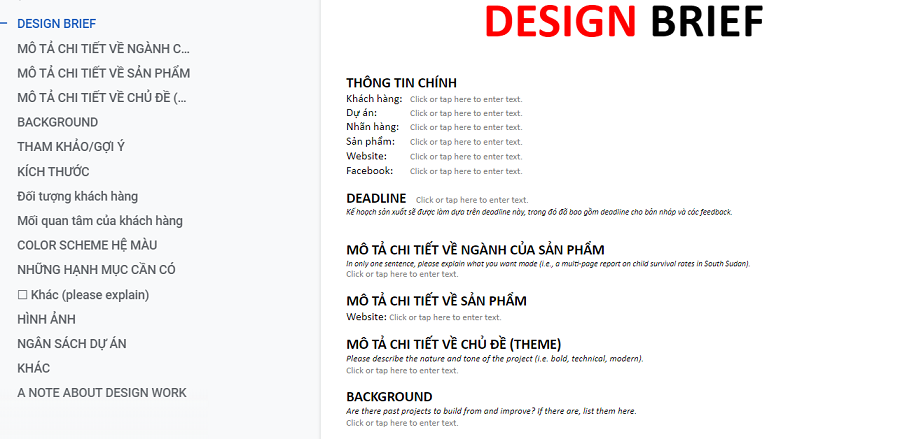 DESIGN BRIEF
MÔ TẢ CHI TIẾT VỀ NGÀNH C...
MÔ TẢ CHI TIẾT VỀ SẢN PHẨM
MÔ TẢ CHI TIẾT VỀ CHỦ ĐỀ (...
BACKGROUND
THAM KHẢO/GỢI Ý
KÍCH THƯỚC
Đối tượng khách hàng
Mối quan tâm của khách hàng
COLOR SCHEME HỆ MÀU
NHỮNG HẠNH MỤC CẦN CÓ
☐ Khác (please explain)
HÌNH ẢNH
NGÂN SÁCH DỰ ÁN
KHÁC
A NOTE ABOUT DESIGN WORK
DESIGN BRIEF
THÔNG TIN CHÍNH
Khách hàng: Click or tap here to enter text.
Dự án: Click or tap here to enter text.
Nhãn hàng: Click or tap here to enter text.
Sản phẩm: Click or tap here to enter text.
Website: Click or tap here to enter text.
Facebook: Click or tap here to enter text.
DEADLINE Click or tap here to enter text.
Kế hoạch sản xuất sẽ được làm dựa trên deadline này, trong đó đã bao gồm deadline cho bản nháp và các feedback.
MÔ TẢ CHI TIẾT VỀ NGÀNH CỦA SẢN PHẨM
In only one sentence, please explain what you want made (i.e., a multi-page report on child survival rates in South Sudan).
Click or tap here to enter text.
MÔ TẢ CHI TIẾT VỀ SẢN PHẨM
Website: Click or tap here to enter text.
MÔ TẢ CHI TIẾT VỀ CHỦ ĐỀ (THEME)
Please describe the nature and tone of the project (i.e. bold, technical, modern).
Click or tap here to enter text.
BACKGROUND
Are there past projects to build from and improve? If there are, list them here.
Click or tap here to enter text.